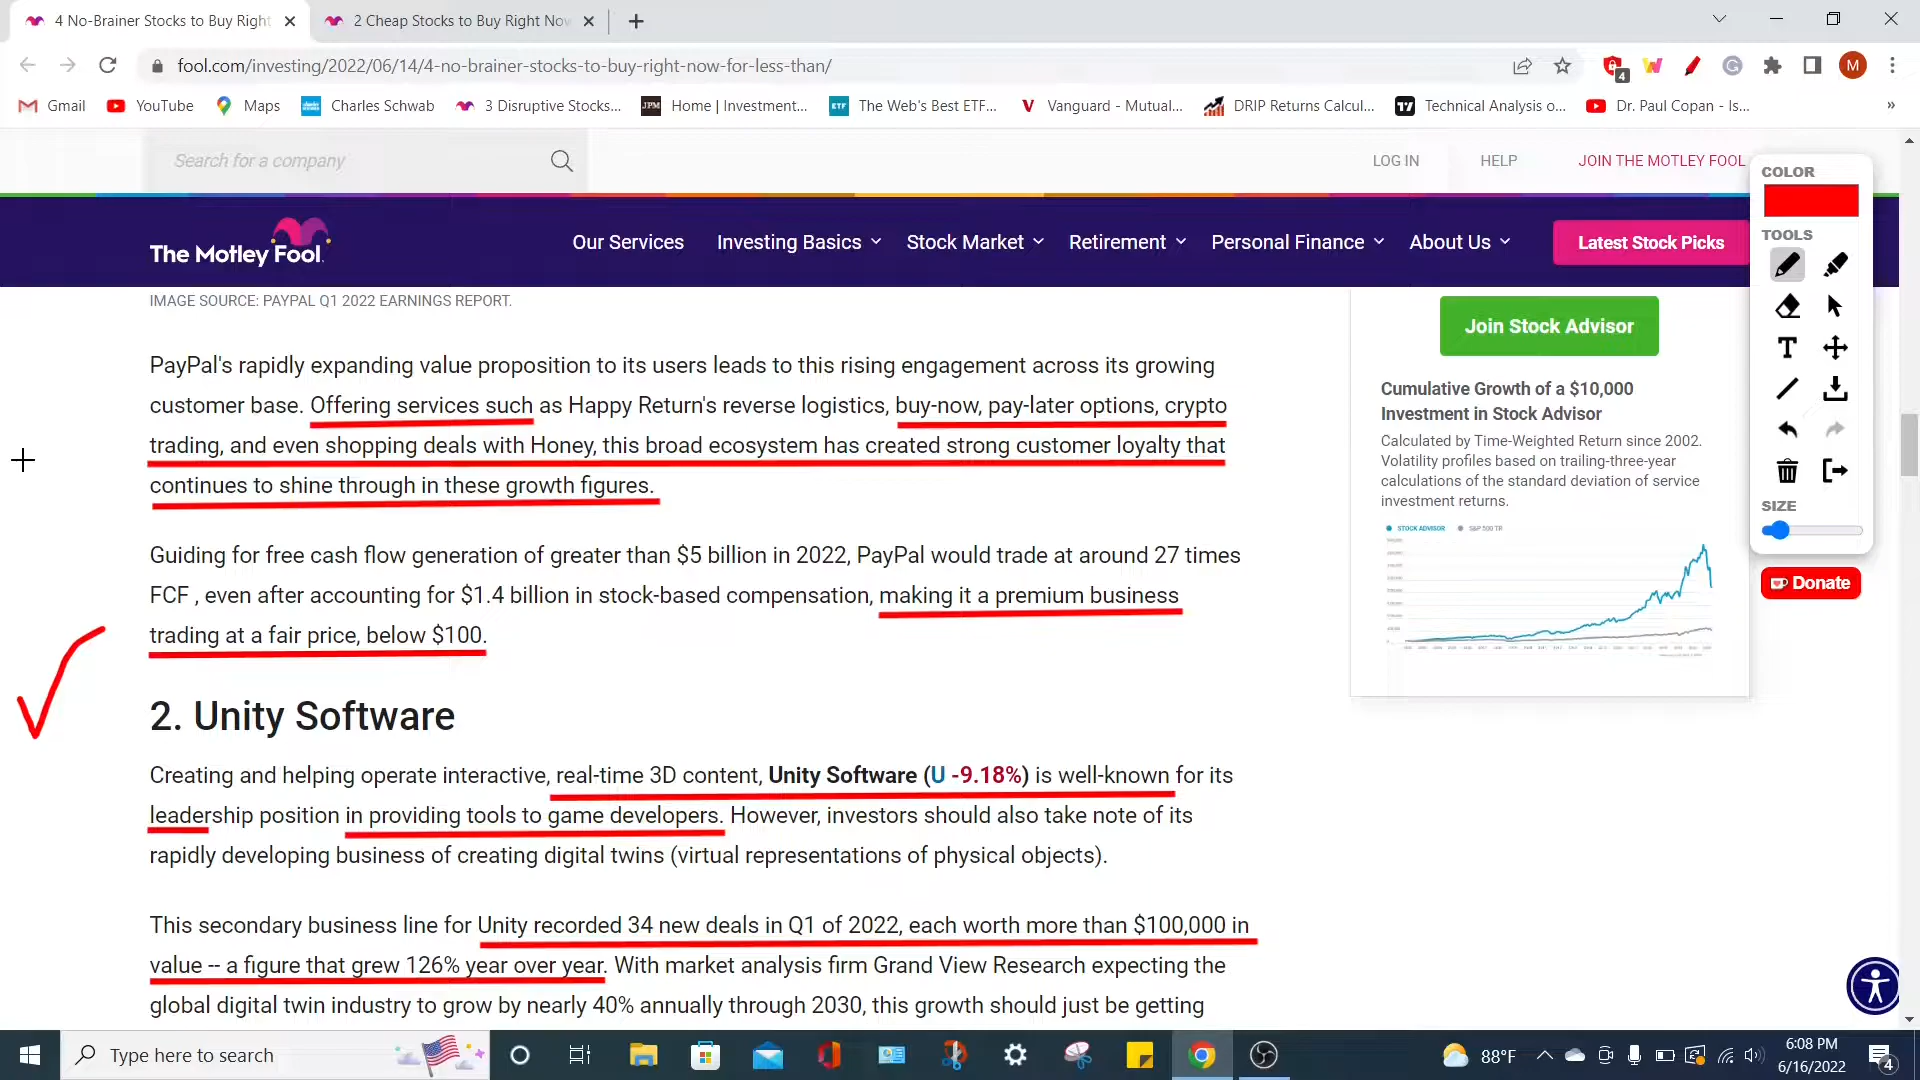 4 No-Brainer Stocks to Buy Right
2 Cheap Stocks to Buy Right Now
fool.com/investing/2022/06/14/4-no-brainer-stocks-to-buy-right-now-for-less-than/
4
M
Gmail
YouTube
Maps
Charles Schwab
3 Disruptive Stocks...
Home | Investment...
The Web's Best ETF...
Vanguard - Mutual...
DRIP Returns Calcul...
Technical Analysis o...
Dr. Paul Copan - Is...
»
Search for a company
LOG IN
HELP
JOIN THE MOTLEY FOOL
The Motley Fool
Our Services
Investing Basics
Stock Market
Retirement
Personal Finance
About Us
Latest Stock Picks
IMAGE SOURCE: PAYPAL Q1 2022 EARNINGS REPORT.
PayPal's rapidly expanding value proposition to its users leads to this rising engagement across its growing
customer base. Offering services such as Happy Return's reverse logistics, buy-now, pay-later options, crypto
trading, and even shopping deals with Honey, this broad ecosystem has created strong customer loyalty that
continues to shine through in these growth figures.
Guiding for free cash flow generation of greater than $5 billion in 2022, PayPal would trade at around 27 times
FCF , even after accounting for $1.4 billion in stock-based compensation, making it a premium business
trading at a fair price, below $100.
2. Unity Software
Creating and helping operate interactive, real-time 3D content, Unity Software (U -9.18%) is well-known for its
leadership position in providing tools to game developers. However, investors should also take note of its
rapidly developing business of creating digital twins (virtual representations of physical objects).
This secondary business line for Unity recorded 34 new deals in Q1 of 2022, each worth more than $100,000 in
value -- a figure that grew 126% year over year. With market analysis firm Grand View Research expecting the
global digital twin industry to grow by nearly 40% annually through 2030, this growth should just be getting
Join Stock Advisor
Cumulative Growth of a $10,000
Investment in Stock Advisor
Calculated by Time-Weighted Return since 2002.
Volatility profiles based on trailing-three-year
calculations of the standard deviation of service
investment returns.
STOCK ADVISOR
S&P 500 TR
COLOR
TOOLS
T
SIZE
Donate
Type here to search
88°F
6:08 PM
6/16/2022
4